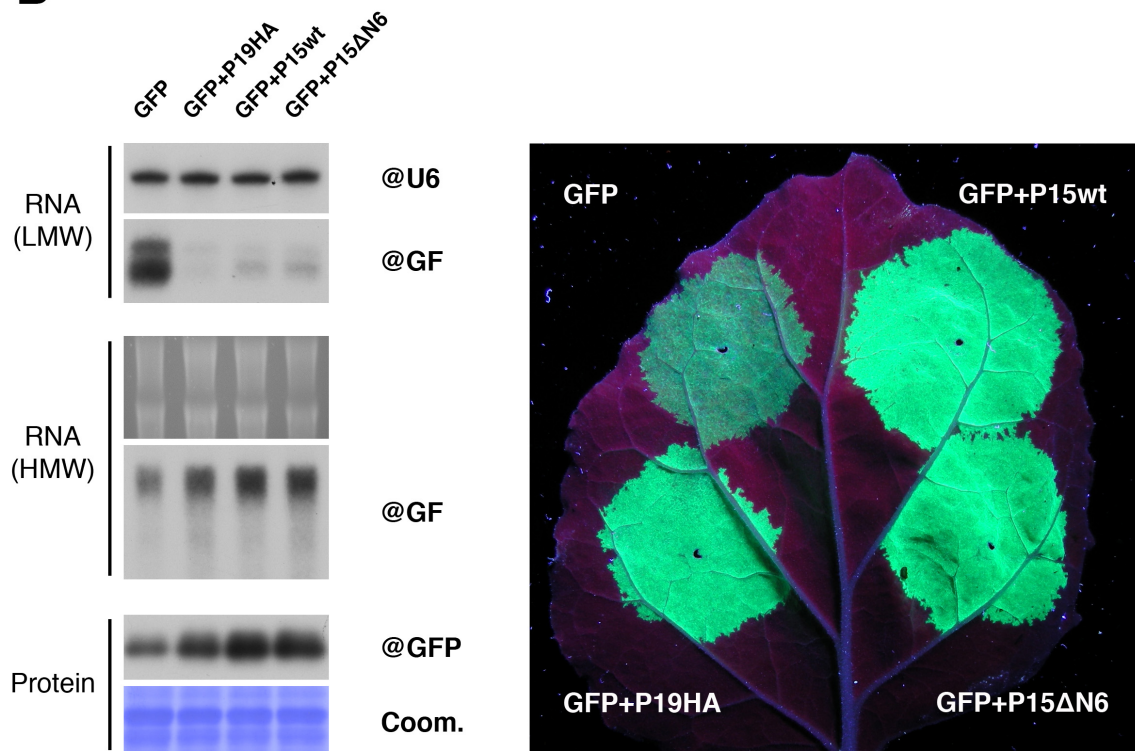 GFP
GFP+P19HA
GFP+P15wt
GFP+P15ΔN6
RNA
(LMW)
@U6
@GF
RNA
(HMW)
@GF
Protein
@GFP
Coom.
GFP
GFP+P15wt
GFP+P19HA
GFP+P15ΔN6